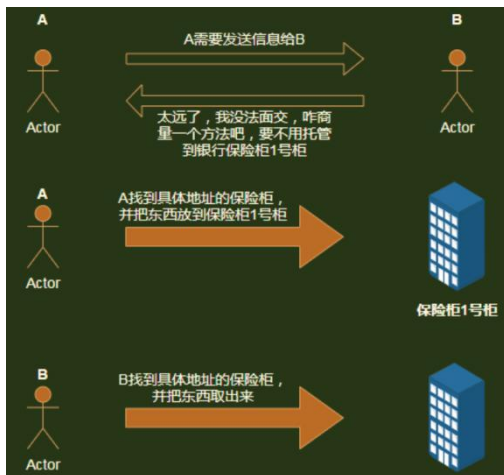 A
B
A需要发送信息给B
太远了，我没法面交，咋商
量一个方法吧，要不用托管
到银行保险柜1号柜
Actor
Actor
A
A找到具体地址的保险柜，
并把东西放到保险柜1号柜
Actor
保险柜1号柜
B
B找到具体地址的保险柜，
并把东西取出来
Actor